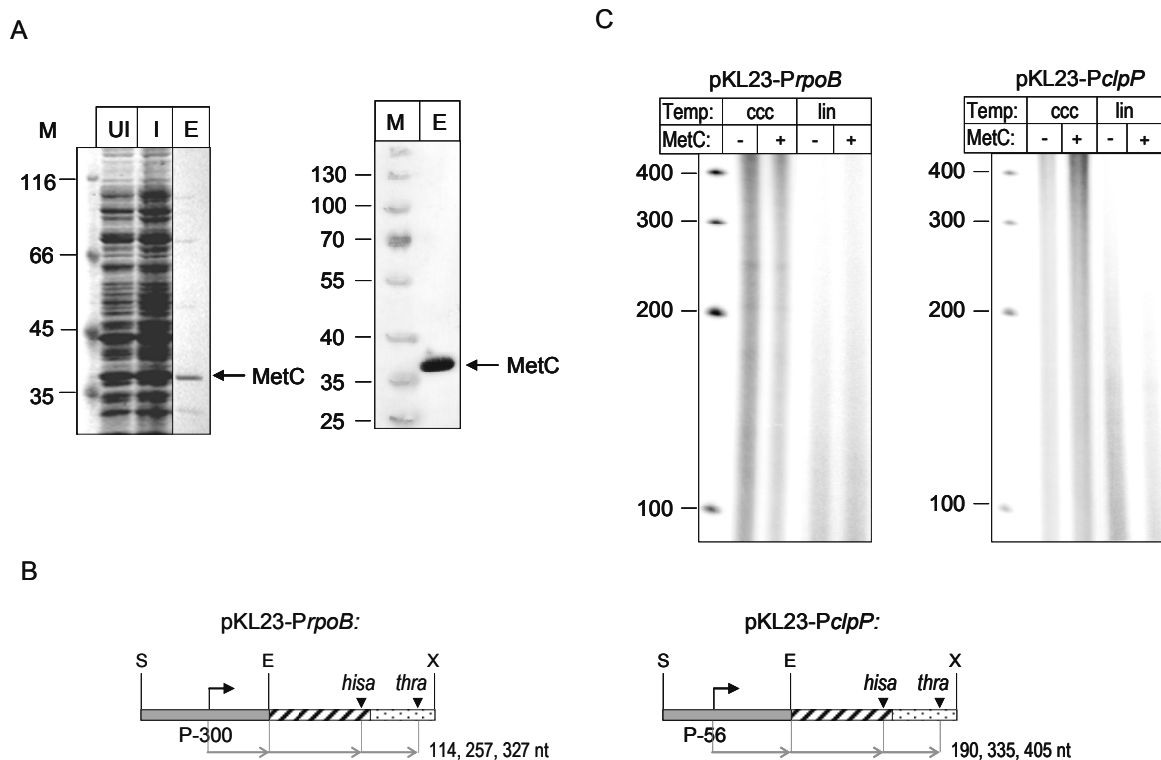 A
M
UI I E
116
66
45
35
MetC
M E
130
100
70
55
40
35
25
MetC
C
pKL23-PrpoB
Temp: ccc lin
MetC: - + - +
400
300
200
100
pKL23-PclpP
Temp: ccc lin
MetC: - + - +
400
300
200
100
B
pKL23-PrpoB:
S E X
hisa thra
P-300
114, 257, 327 nt
pKL23-PclpP:
S E X
hisa thra
P-56
190, 335, 405 nt